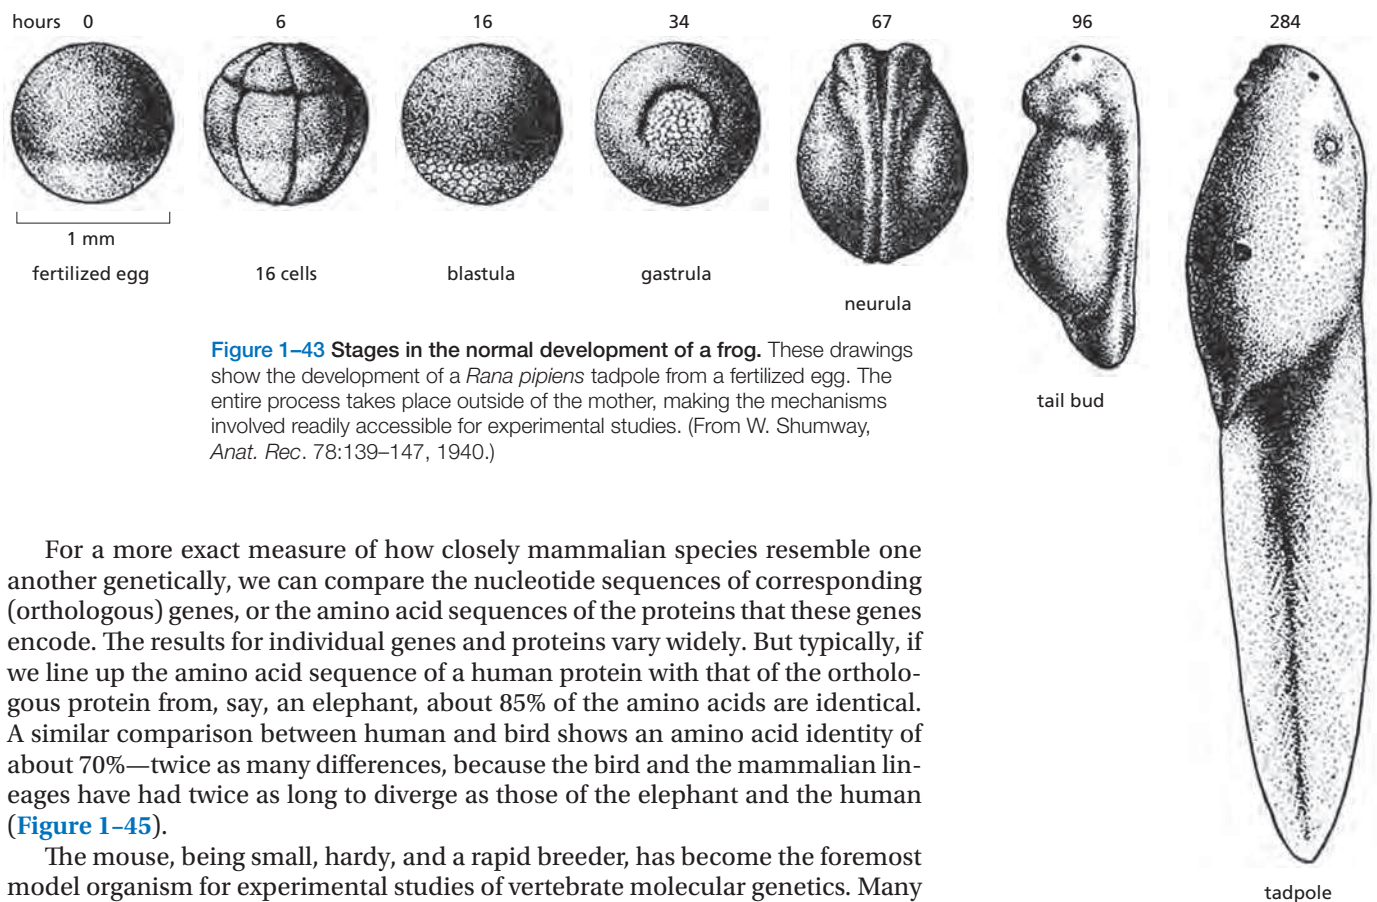 hours 0 6 16 34 67 96 284
1 mm
fertilized egg 16 cells blastula gastrula
neurula
tail bud
tadpole
Figure 1–43 Stages in the normal development of a frog. These drawings
show the development of a Rana pipiens tadpole from a fertilized egg. The
entire process takes place outside of the mother, making the mechanisms
involved readily accessible for experimental studies. (From W. Shumway,
Anat. Rec. 78:139–147, 1940.)
For a more exact measure of how closely mammalian species resemble one
another genetically, we can compare the nucleotide sequences of corresponding
(orthologous) genes, or the amino acid sequences of the proteins that these genes
encode. The results for individual genes and proteins vary widely. But typically, if
we line up the amino acid sequence of a human protein with that of the ortholo-
gous protein from, say, an elephant, about 85% of the amino acids are identical.
A similar comparison between human and bird shows an amino acid identity of
about 70%—twice as many differences, because the bird and the mammalian lin-
eages have had twice as long to diverge as those of the elephant and the human
(Figure 1–45).
The mouse, being small, hardy, and a rapid breeder, has become the foremost
model organism for experimental studies of vertebrate molecular genetics. Many